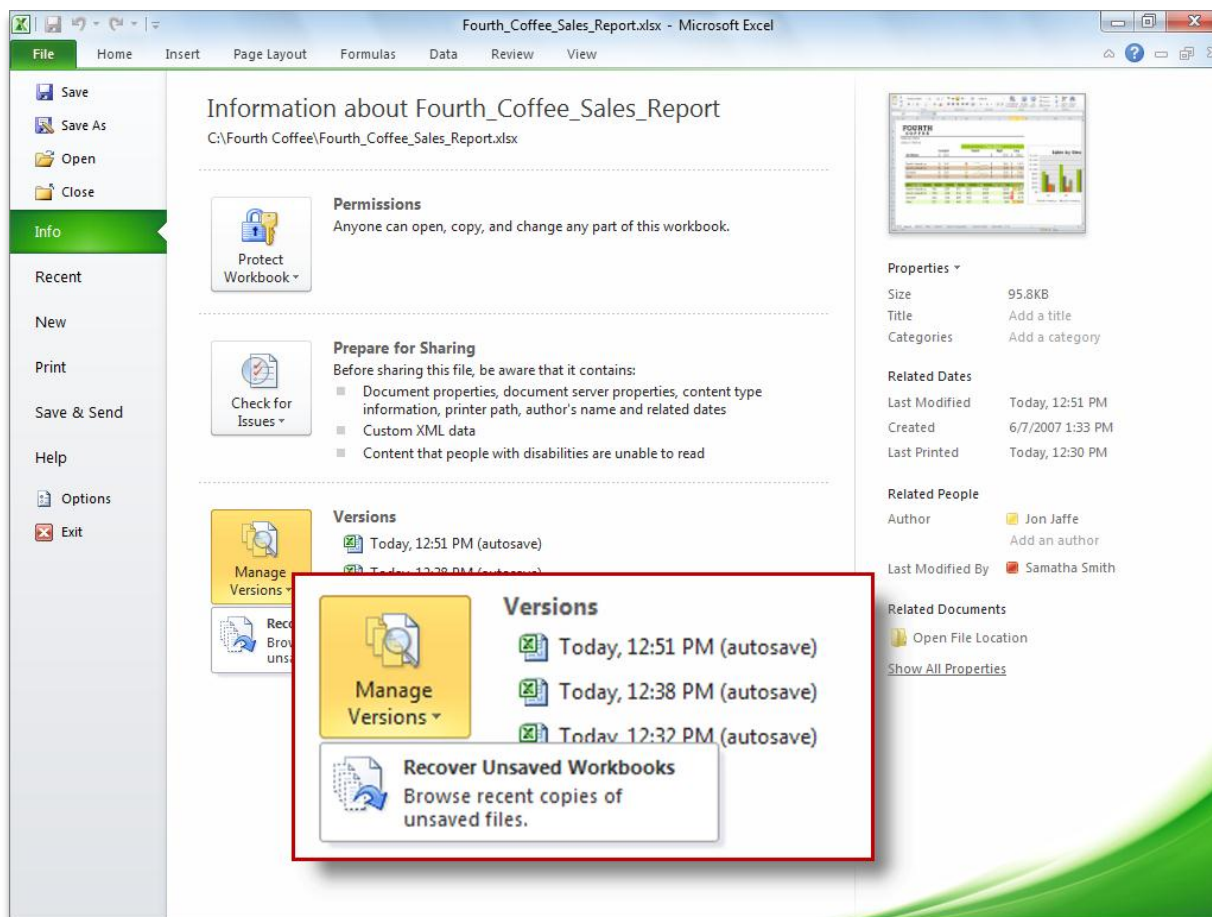 Fourth_Coffee_Sales_Report.xlsx - Microsoft Excel
File Home Insert Page Layout Formulas Data Review View
Save
Save As
Open
Close
Info
Recent
New
Print
Save & Send
Help
Options
Exit
Information about Fourth_Coffee_Sales_Report
C:\Fourth Coffee\Fourth_Coffee_Sales_Report.xlsx
Protect
Workbook
Permissions
Anyone can open, copy, and change any part of this workbook.
Check for
Issues
Prepare for Sharing
Before sharing this file, be aware that it contains:
Document properties, document server properties, content type
information, printer path, author's name and related dates
Custom XML data
Content that people with disabilities are unable to read
Manage
Versions
Versions
Today, 12:51 PM (autosave)
Today, 12:38 PM (autosave)
Manage
Versions
Versions
Today, 12:51 PM (autosave)
Today, 12:38 PM (autosave)
Today, 12:32 PM (autosave)
Recover Unsaved Workbooks
Browse recent copies of
unsaved files.
FOURTH
COFFEE
Properties
Size 95.8KB
Title Add a title
Categories Add a category
Related Dates
Last Modified Today, 12:51 PM
Created 6/7/2007 1:33 PM
Last Printed Today, 12:30 PM
Related People
Author Jon Jaffe
Add an author
Last Modified By Samatha Smith
Related Documents
Open File Location
Show All Properties